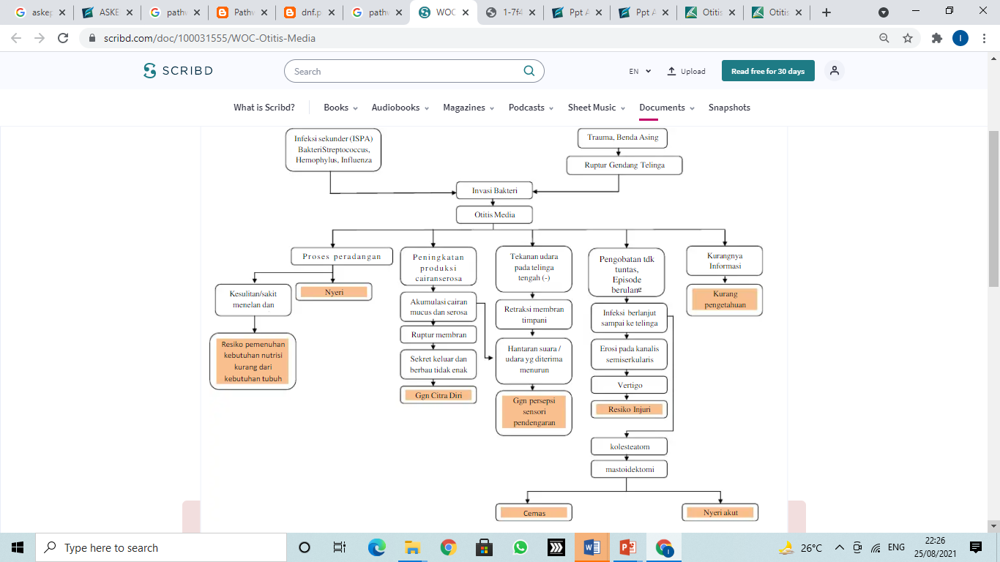 askep
ASKE
pathw
Pathw
dnf.p
pathw
WOC
1-7f4
Ppt A
Ppt A
Otitis
Otitis
scribd.com/doc/100031555/WOC-Otitis-Media
I
SCRIBD
Search
EN
Upload
Read free for 30 days
What is Scribd?
Books
Audiobooks
Magazines
Podcasts
Sheet Music
Documents
Snapshots
Infeksi sekunder (ISPA)
BakteriStreptococcus,
Hemophylus, Influenza
Trauma, Benda Asing
Ruptur Gendang Telinga
Invasi Bakteri
Otitis Media
Proses peradangan
Peningkatan
produksi
cairanserosa
Tekanan udara
pada telinga
tengah (-)
Pengobatan tdk
tuntas,
Episode
berulang
Kurangnya
Informasi
Kesulitan/sakit
menelan dan
Nyeri
Akumulasi cairan
mucus dan serosa
Retraksi membran
timpani
Infeksi berlanjut
sampai ke telinga
Kurang
pengetahuan
Resiko pemenuhan
kebutuhan nutrisi
kurang dari
kebutuhan tubuh
Ruptur membran
Sekret keluar dan
berbau tidak enak
Ggn Citra Diri
Hantaran suara /
udara yg diterima
menurun
Ggn persepsi
sensori
pendengaran
Erosi pada kanalis
semiserkularis
Vertigo
Resiko Injuri
kolesteatom
mastoidektomi
Cemas
Nyeri akut
Type here to search
26°C
ENG
22:26
25/08/2021